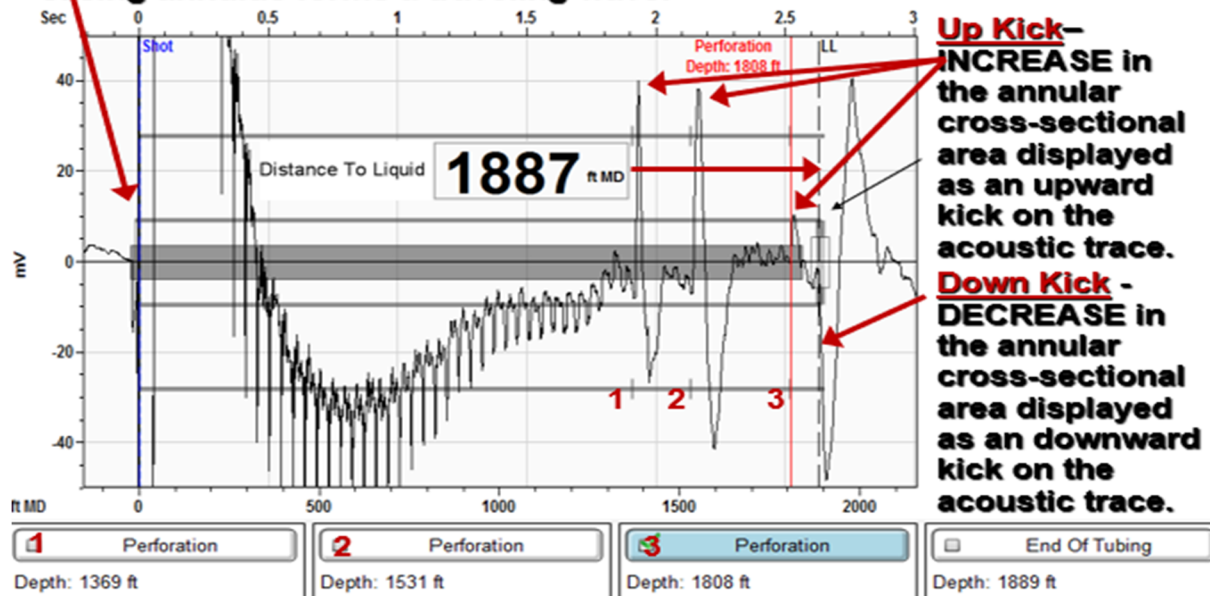 Sec 0 0.5 1 1.5 2 2.5 3
Shot
Perforation
Depth: 1808 ft
LL
40
20
0
-20
-40
mV
Distance To Liquid 1887 ft MD
1 2 3
ft MD 0 500 1000 1500 2000
Up Kick–
INCREASE in
the annular
cross-sectional
area displayed
as an upward
kick on the
acoustic trace.
Down Kick -
DECREASE in
the annular
cross-sectional
area displayed
as an downward
kick on the
acoustic trace.
1 Perforation
Depth: 1369 ft
2 Perforation
Depth: 1531 ft
3 Perforation
Depth: 1808 ft
End Of Tubing
Depth: 1889 ft